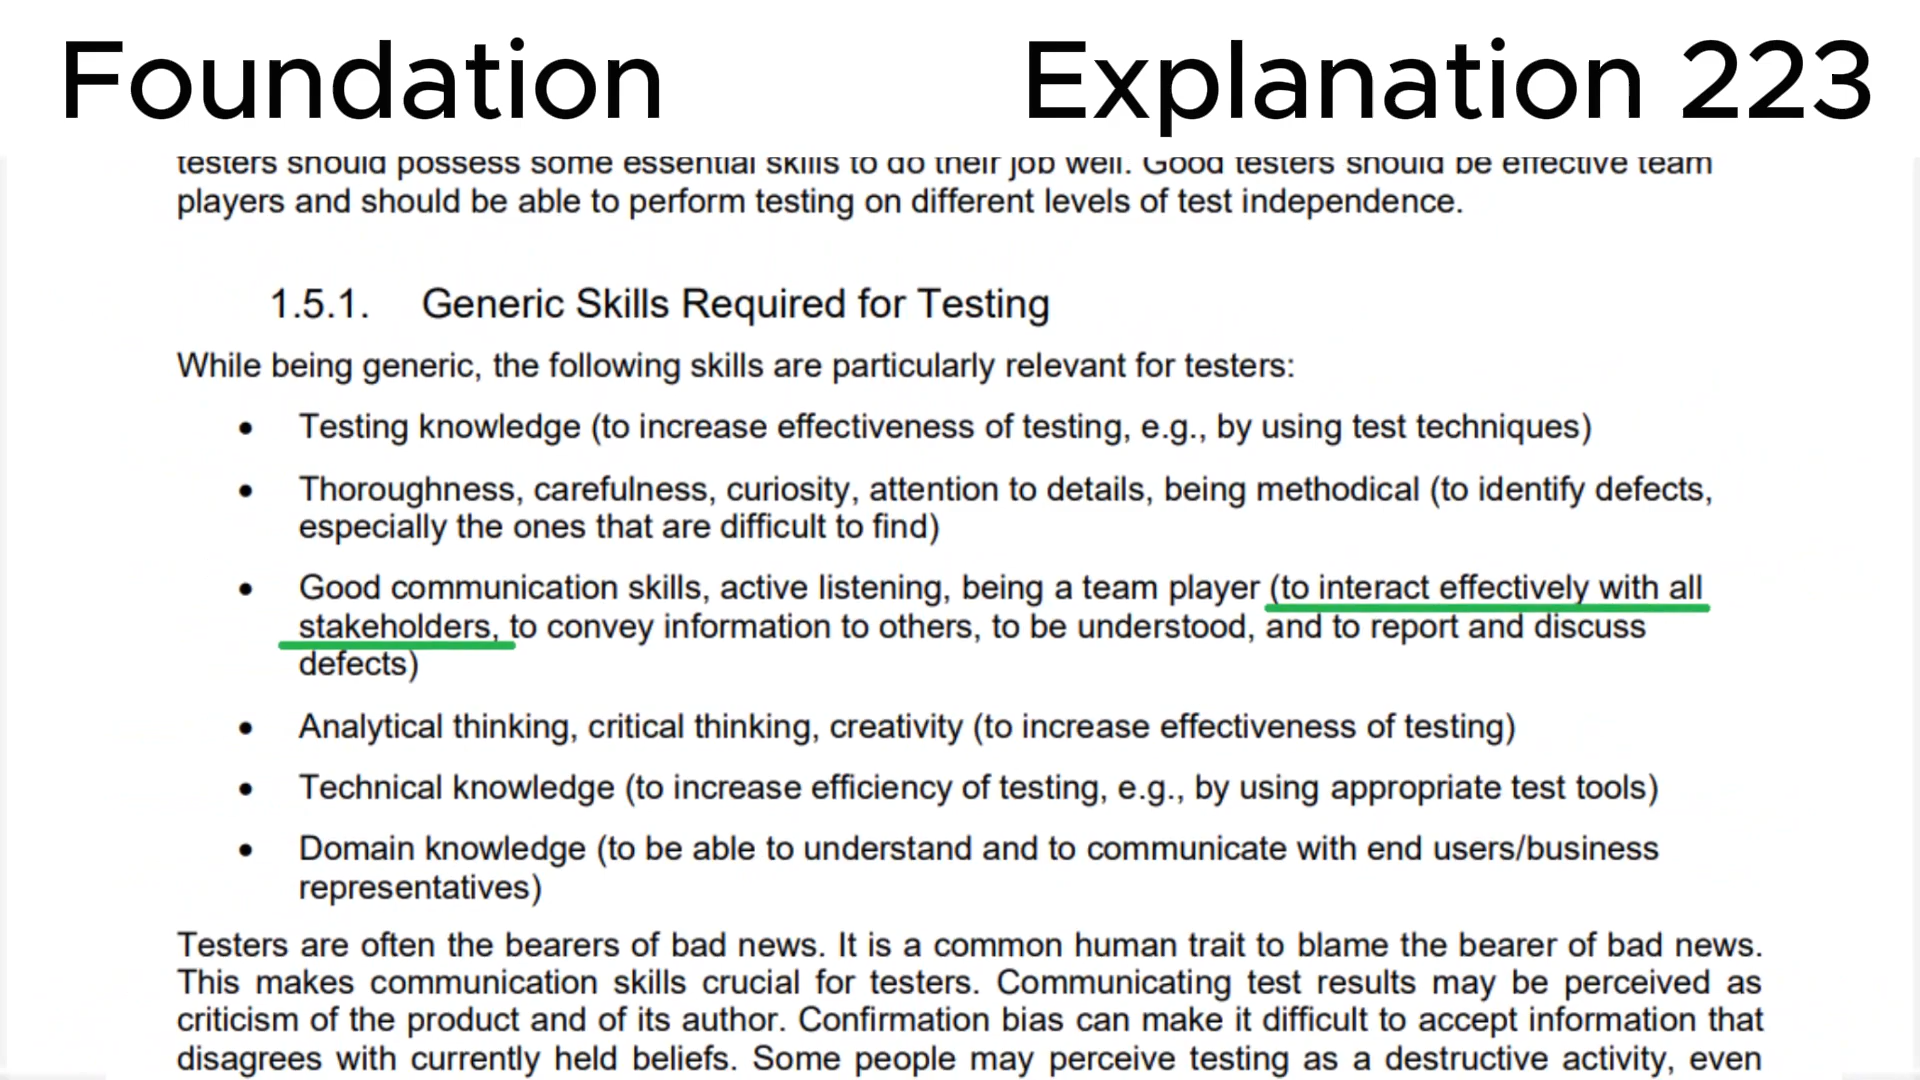 Foundation
Explanation 223
testers should possess some essential skills to do their job well. Good testers should be effective team
players and should be able to perform testing on different levels of test independence.
1.5.1. Generic Skills Required for Testing
While being generic, the following skills are particularly relevant for testers:
• Testing knowledge (to increase effectiveness of testing, e.g., by using test techniques)
• Thoroughness, carefulness, curiosity, attention to details, being methodical (to identify defects,
especially the ones that are difficult to find)
• Good communication skills, active listening, being a team player (to interact effectively with all
stakeholders, to convey information to others, to be understood, and to report and discuss
defects)
• Analytical thinking, critical thinking, creativity (to increase effectiveness of testing)
• Technical knowledge (to increase efficiency of testing, e.g., by using appropriate test tools)
• Domain knowledge (to be able to understand and to communicate with end users/business
representatives)
Testers are often the bearers of bad news. It is a common human trait to blame the bearer of bad news.
This makes communication skills crucial for testers. Communicating test results may be perceived as
criticism of the product and of its author. Confirmation bias can make it difficult to accept information that
disagrees with currently held beliefs. Some people may perceive testing as a destructive activity, even